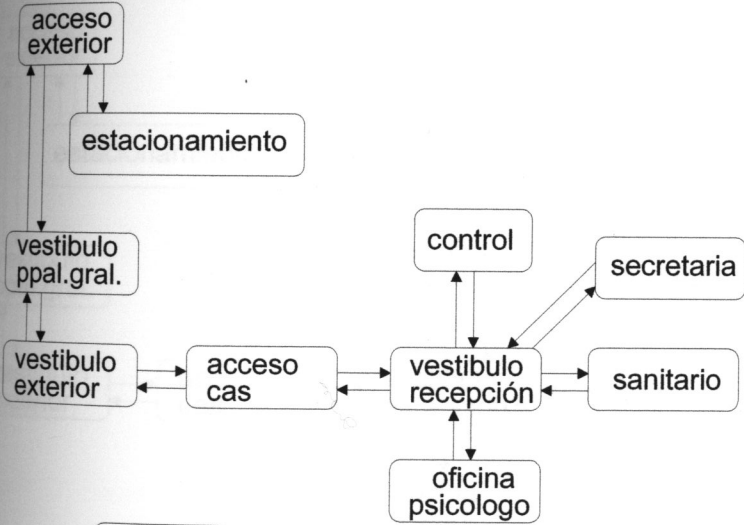 acceso
exterior
estacionamiento
vestibulo
ppal.gral.
control
secretaria
vestibulo
exterior
acceso
cas
vestibulo
recepción
sanitario
oficina
psicologo